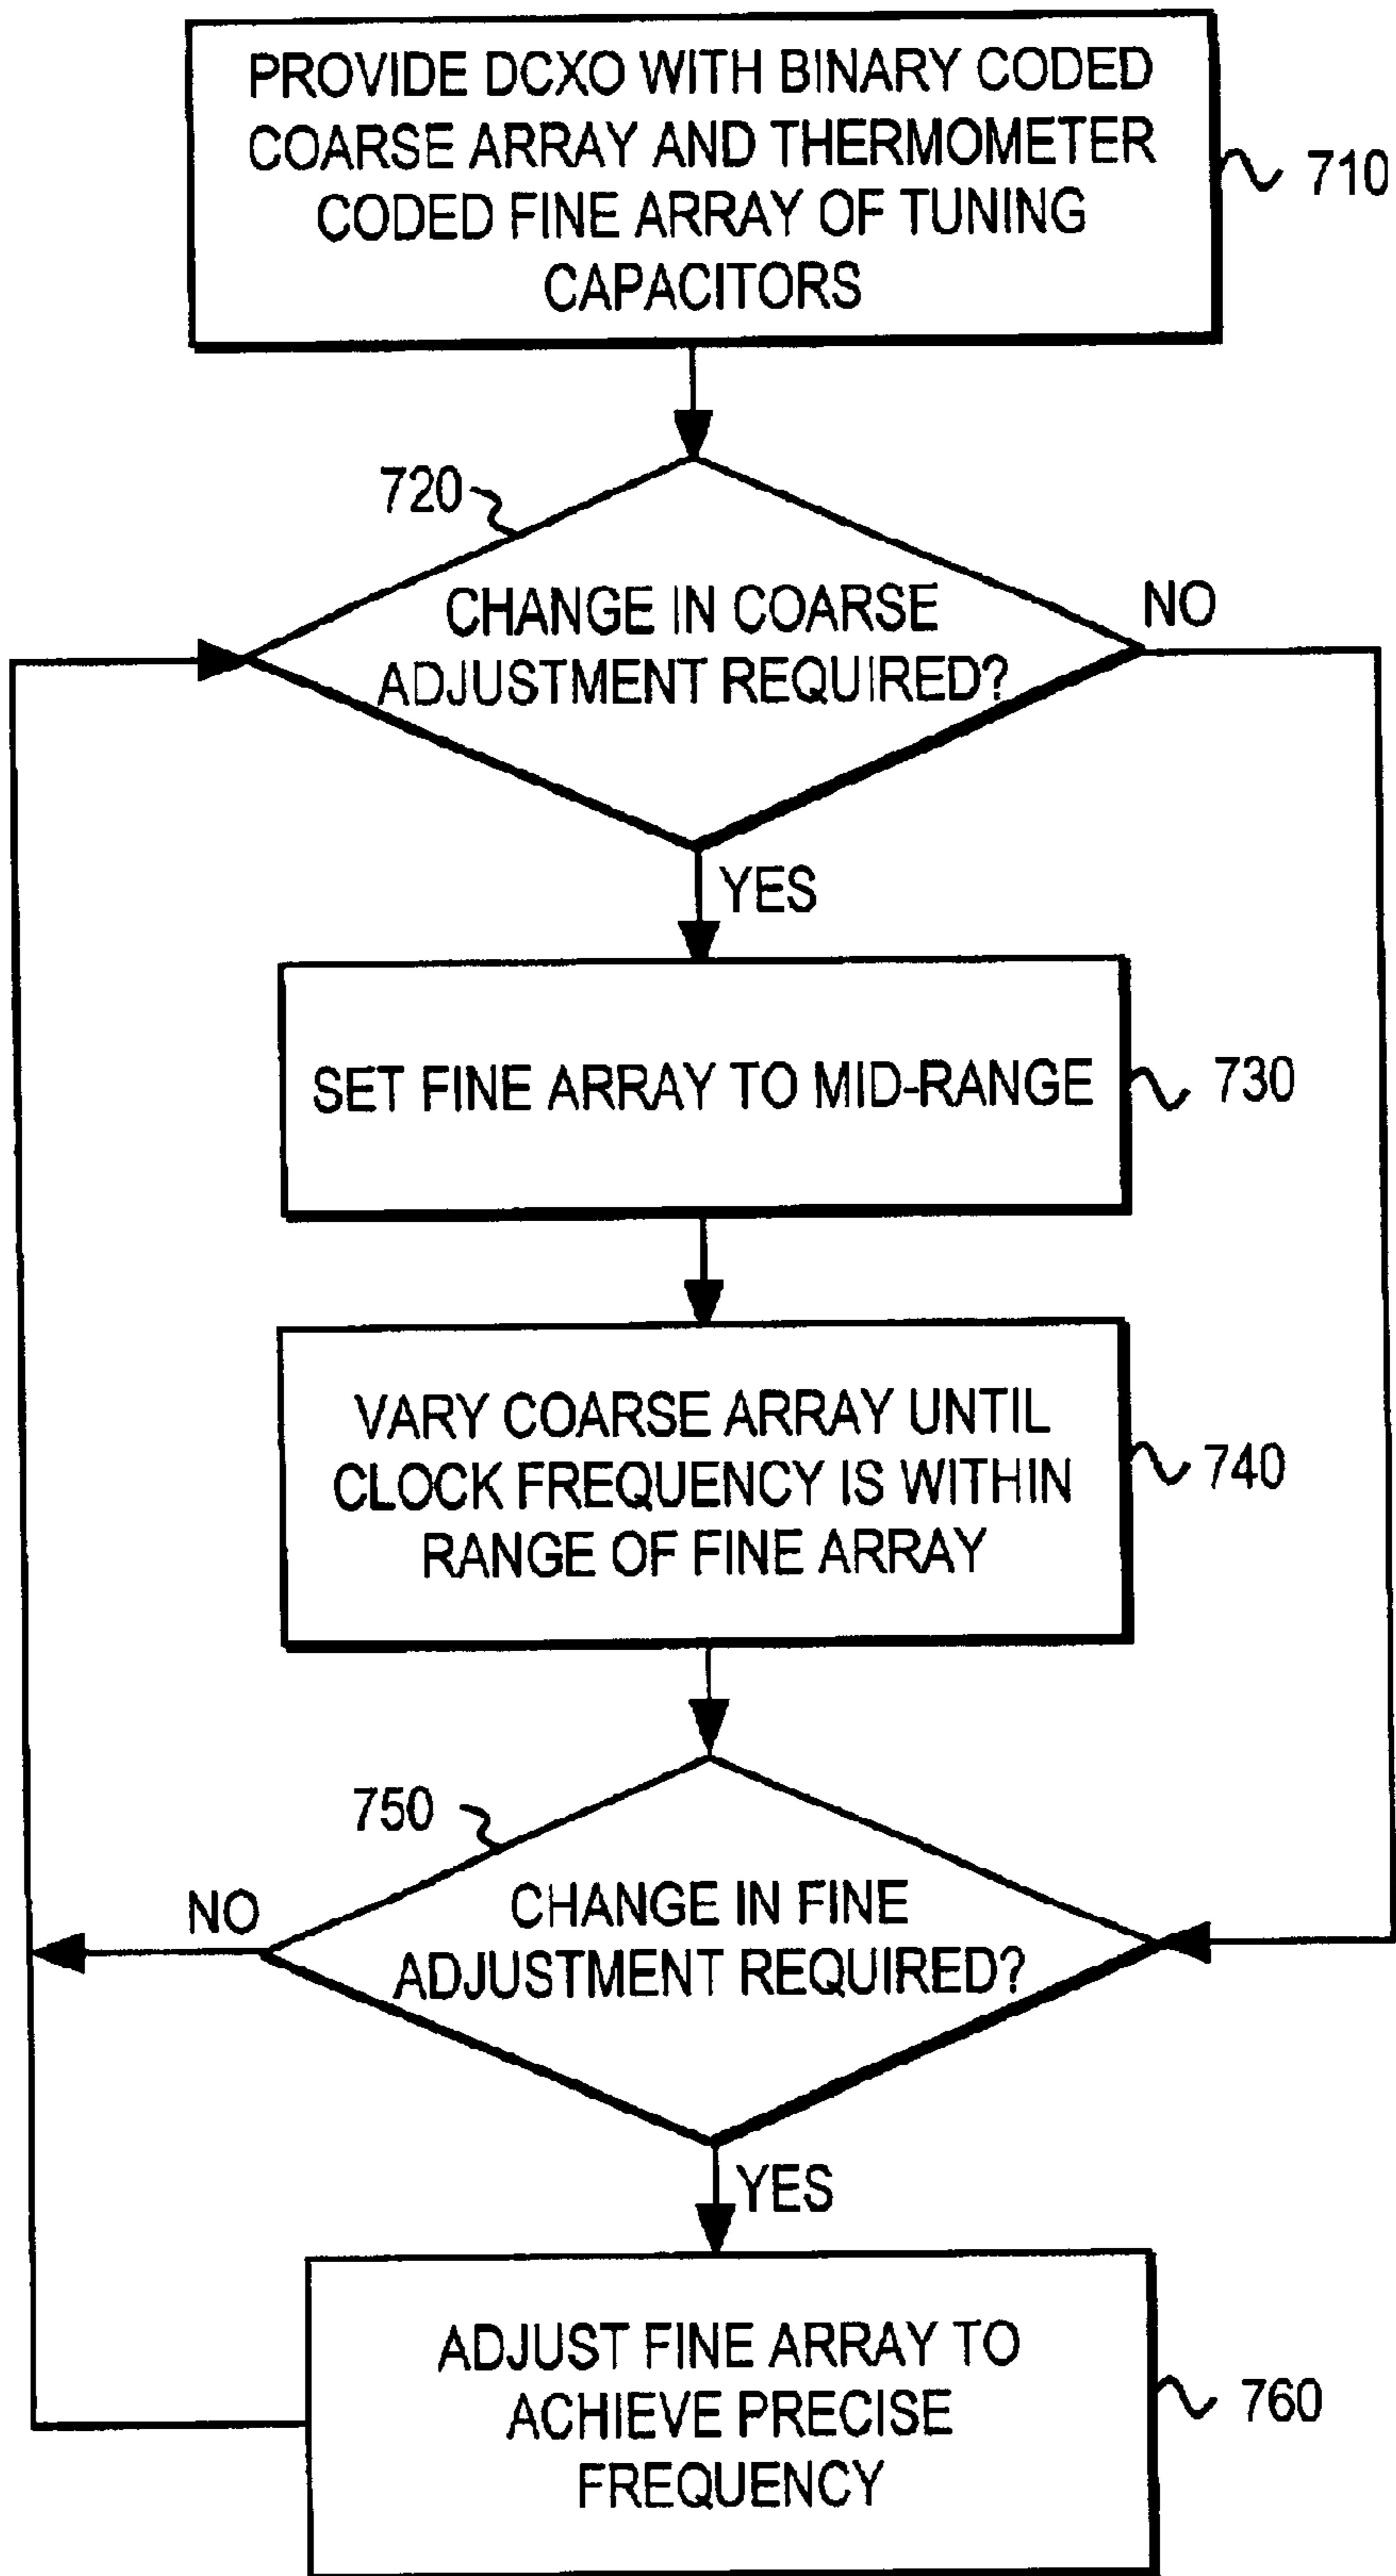 PROVIDE DCXO WITH BINARY CODED
COARSE ARRAY AND THERMOMETER
CODED FINE ARRAY OF TUNING
CAPACITORS
710
720
CHANGE IN COARSE
ADJUSTMENT REQUIRED?
NO
YES
SET FINE ARRAY TO MID-RANGE
730
VARY COARSE ARRAY UNTIL
CLOCK FREQUENCY IS WITHIN
RANGE OF FINE ARRAY
740
750
NO
CHANGE IN FINE
ADJUSTMENT REQUIRED?
YES
ADJUST FINE ARRAY TO
ACHIEVE PRECISE
FREQUENCY
760